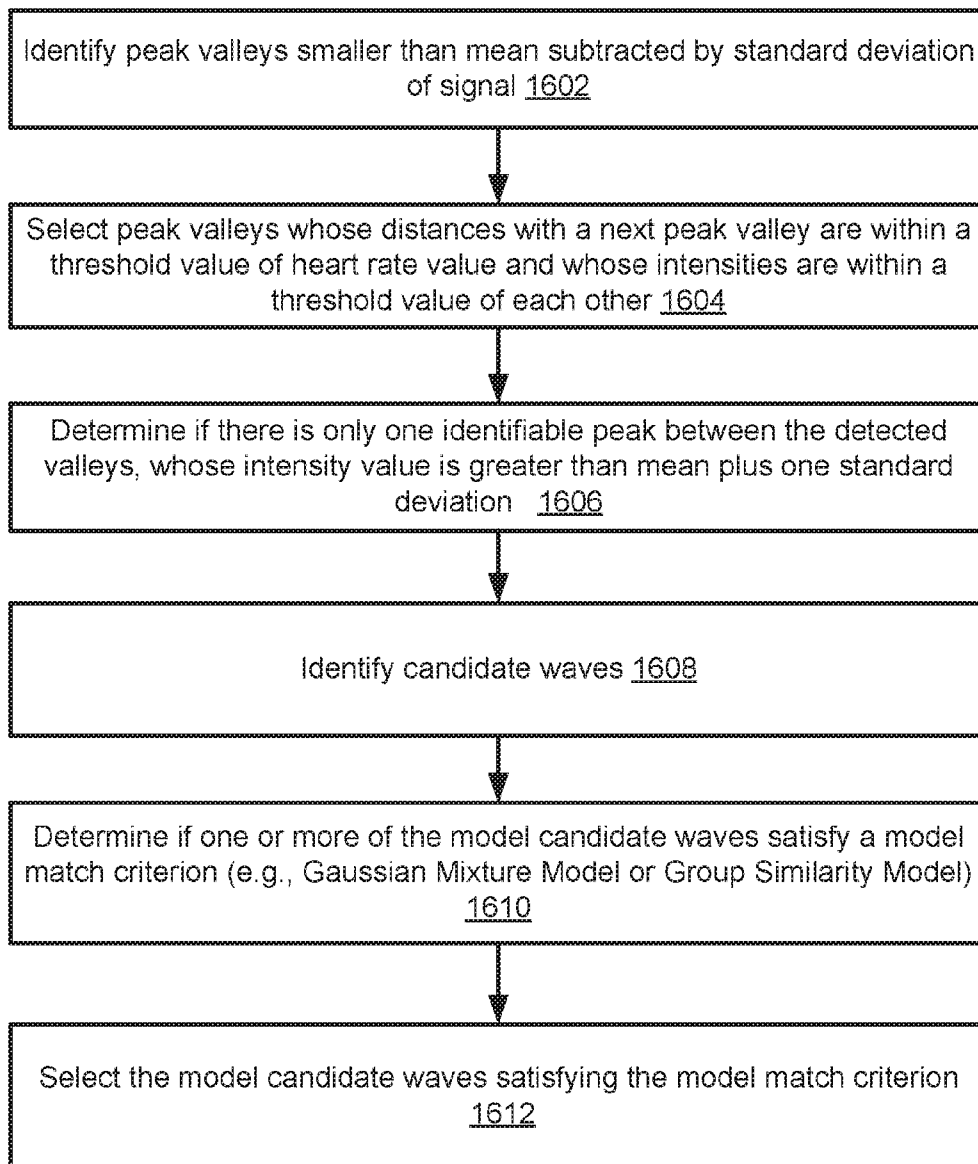 Identify peak valleys smaller than mean subtracted by standard deviation
of signal 1602
Select peak valleys whose distances with a next peak valley are within a
threshold value of heart rate value and whose intensities are within a
threshold value of each other 1604
Determine if there is only one identifiable peak between the detected
valleys, whose intensity value is greater than mean plus one standard
deviation 1606
Identify candidate waves 1608
Determine if one or more of the model candidate waves satisfy a model
match criterion (e.g., Gaussian Mixture Model or Group Similarity Model)
1610
Select the model candidate waves satisfying the model match criterion
1612